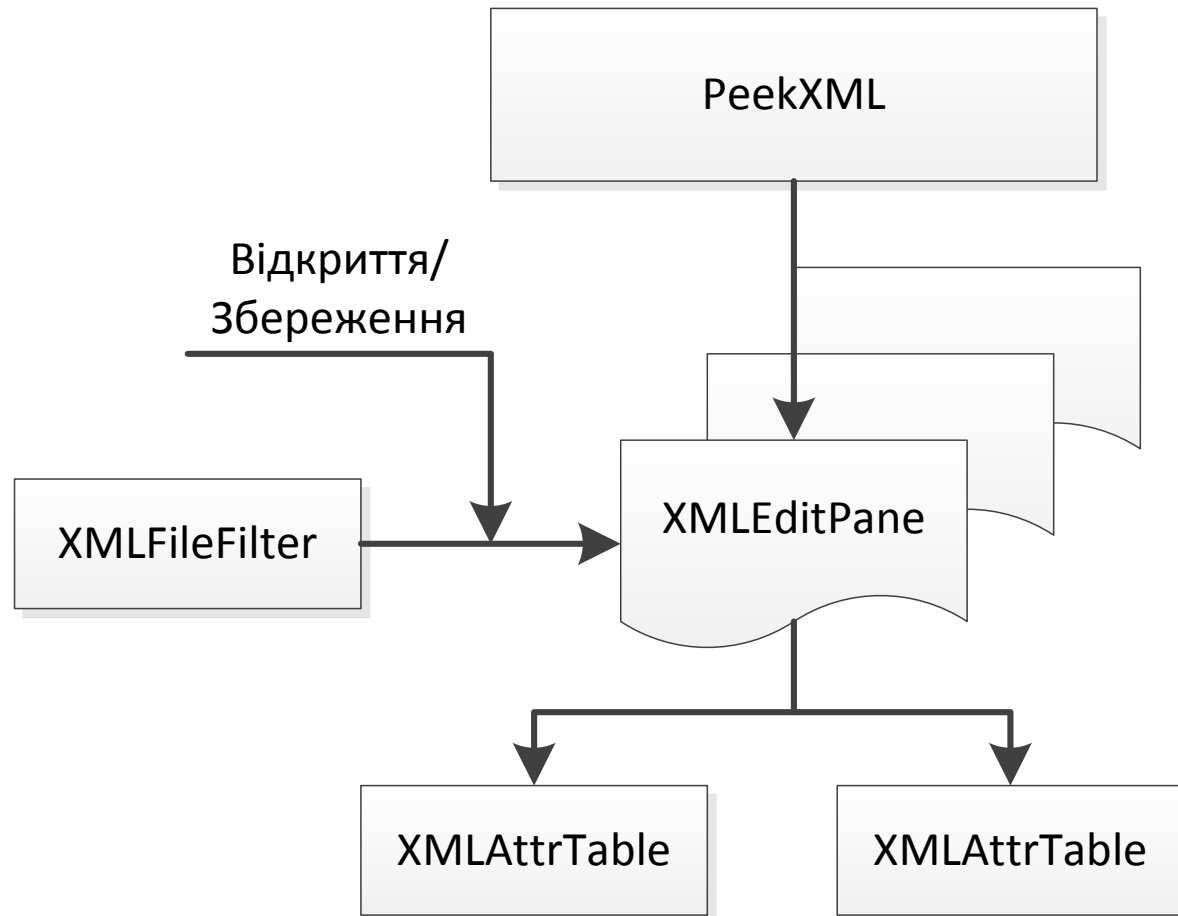 PeekXML
Відкриття/
Збереження
XMLFileFilter
XMLEditPane
XMLAttrTable
XMLAttrTable